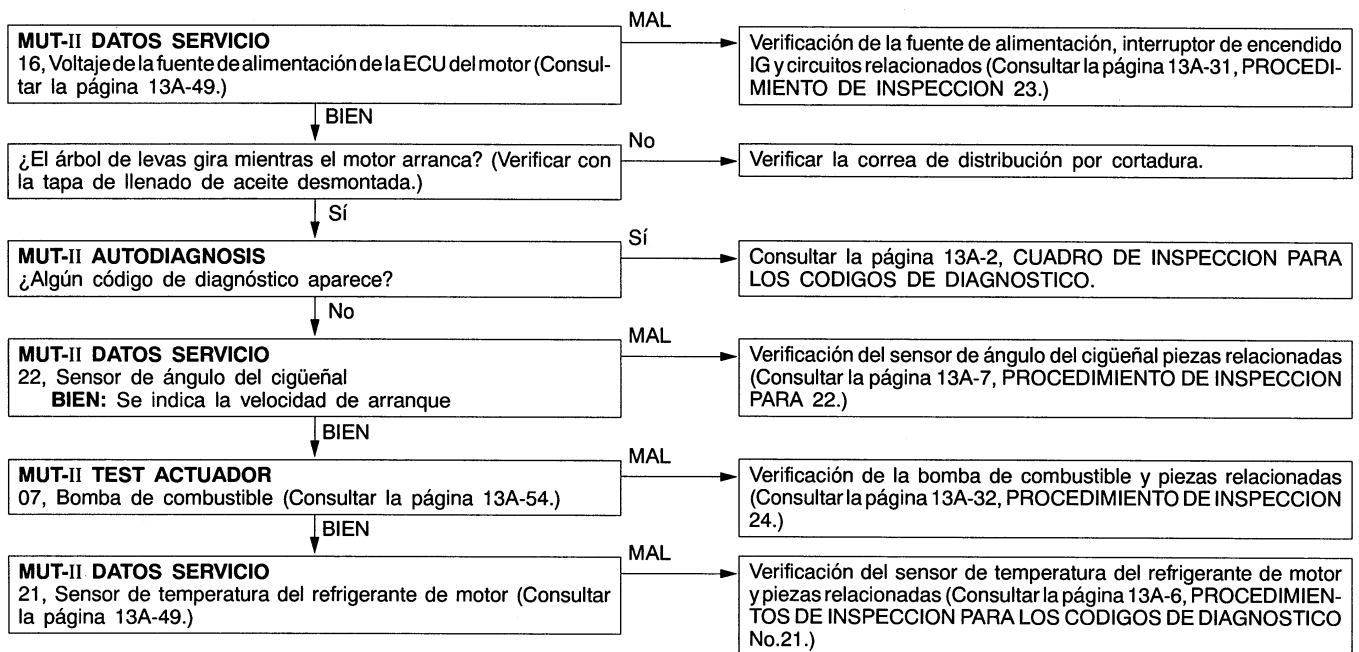 MUT-II DATOS SERVICIO
16, Voltaje de la fuente de alimentación de la ECU del motor (Consul-
tar la página 13A-49.)
MAL
Verificación de la fuente de alimentación, interruptor de encendido
IG y circuitos relacionados (Consultar la página 13A-31, PROCEDI-
MIENTO DE INSPECCION 23.)
BIEN
¿El árbol de levas gira mientras el motor arranca? (Verificar con
la tapa de llenado de aceite desmontada.)
No
Verificar la correa de distribución por cortadura.
Sí
MUT-II AUTODIAGNOSIS
¿Algún código de diagnóstico aparece?
Sí
Consultar la página 13A-2, CUADRO DE INSPECCION PARA
LOS CODIGOS DE DIAGNOSTICO.
No
MUT-II DATOS SERVICIO
22, Sensor de ángulo del cigüeñal
BIEN: Se indica la velocidad de arranque
MAL
Verificación del sensor de ángulo del cigüeñal piezas relacionadas
(Consultar la página 13A-7, PROCEDIMIENTO DE INSPECCION
PARA 22.)
BIEN
MUT-II TEST ACTUADOR
07, Bomba de combustible (Consultar la página 13A-54.)
MAL
Verificación de la bomba de combustible y piezas relacionadas
(Consultar la página 13A-32, PROCEDIMIENTO DE INSPECCION
24.)
BIEN
MUT-II DATOS SERVICIO
21, Sensor de temperatura del refrigerante de motor (Consultar
la página 13A-49.)
MAL
Verificación del sensor de temperatura del refrigerante de motor
y piezas relacionadas (Consultar la página 13A-6, PROCEDIMIEN-
TOS DE INSPECCION PARA LOS CODIGOS DE DIAGNOSTICO
No.21.)